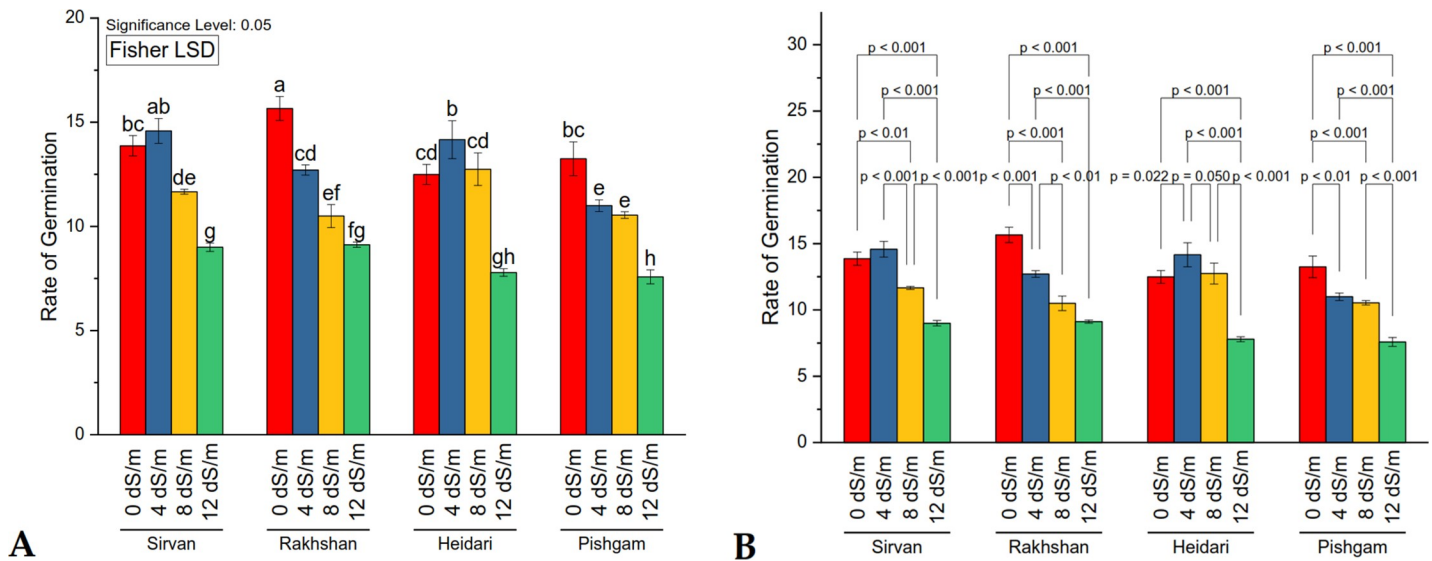 20
15
10
5
0
Rate of Germination
Significance Level: 0.05
Fisher LSD
bc
ab
de
g
a
cd
ef
fg
cd
b
cd
gh
bc
e
e
h
0 dS/m
4 dS/m
8 dS/m
12 dS/m
0 dS/m
4 dS/m
8 dS/m
12 dS/m
0 dS/m
4 dS/m
8 dS/m
12 dS/m
0 dS/m
4 dS/m
8 dS/m
12 dS/m
Sirvan
Rakhshan
Heidari
Pishgam
A
30
25
20
15
10
5
0
Rate of Germination
p < 0.001
p < 0.001
p < 0.001
p < 0.001
p < 0.001
p < 0.001
p < 0.001
p < 0.001
p < 0.01
p < 0.001
p < 0.001
p < 0.001
p < 0.001
p < 0.001
p < 0.001
p < 0.01
p = 0.022
p = 0.050
p < 0.001
p < 0.01
p < 0.001
0 dS/m
4 dS/m
8 dS/m
12 dS/m
0 dS/m
4 dS/m
8 dS/m
12 dS/m
0 dS/m
4 dS/m
8 dS/m
12 dS/m
0 dS/m
4 dS/m
8 dS/m
12 dS/m
Sirvan
Rakhshan
Heidari
Pishgam
B